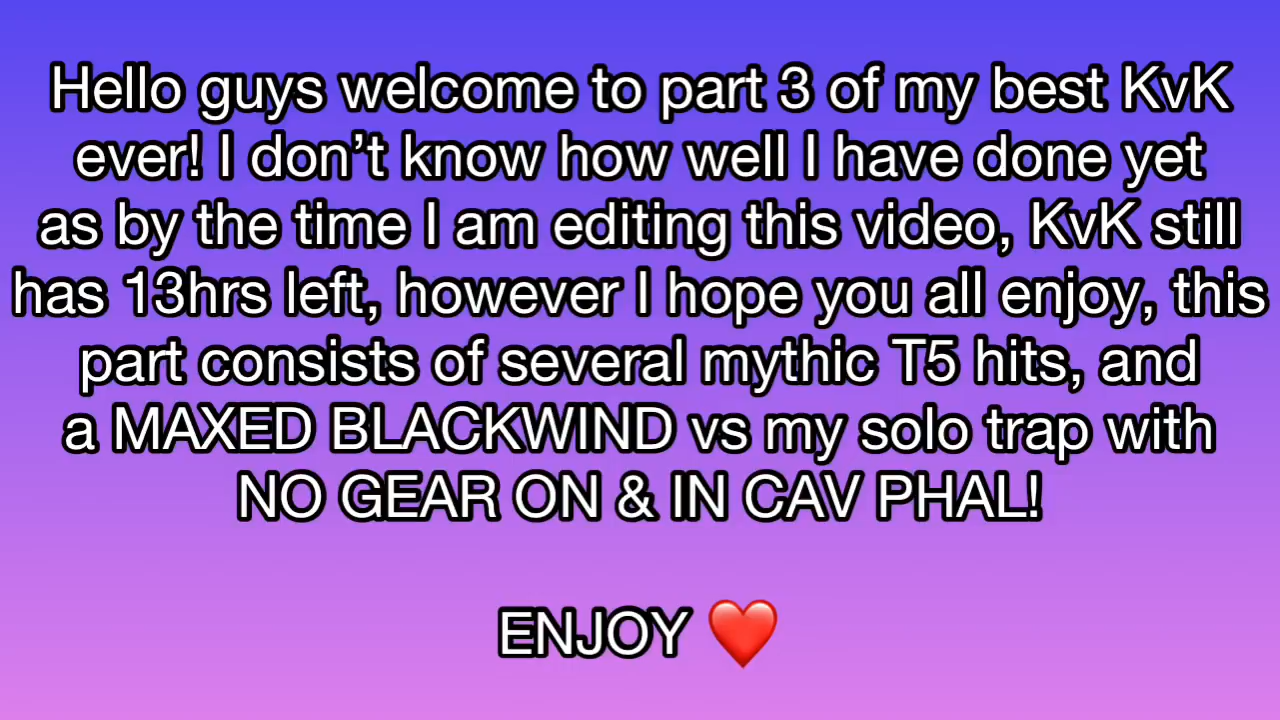 Hello guys welcome to part 3 of my best KvK
ever! I don’t know how well I have done yet
as by the time I am editing this video, KvK still
has 13hrs left, however I hope you all enjoy, this
part consists of several mythic T5 hits, and
a MAXED BLACKWIND vs my solo trap with
NO GEAR ON & IN CAV PHAL!
ENJOY ❤️